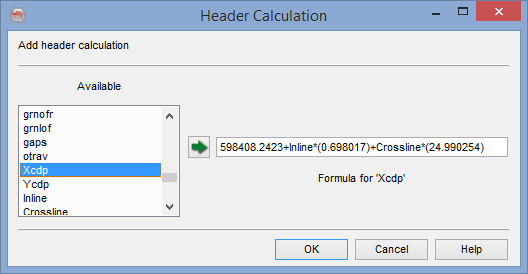 Header Calculation
Add header calculation
Available
grnofr
grnlof
gaps
otrav
Xcdp
Ycdp
Inline
Crossline
598408.2423+Inline*(0.698017)+Crossline*(24.990254)
Formula for 'Xcdp'
OK
Cancel
Help